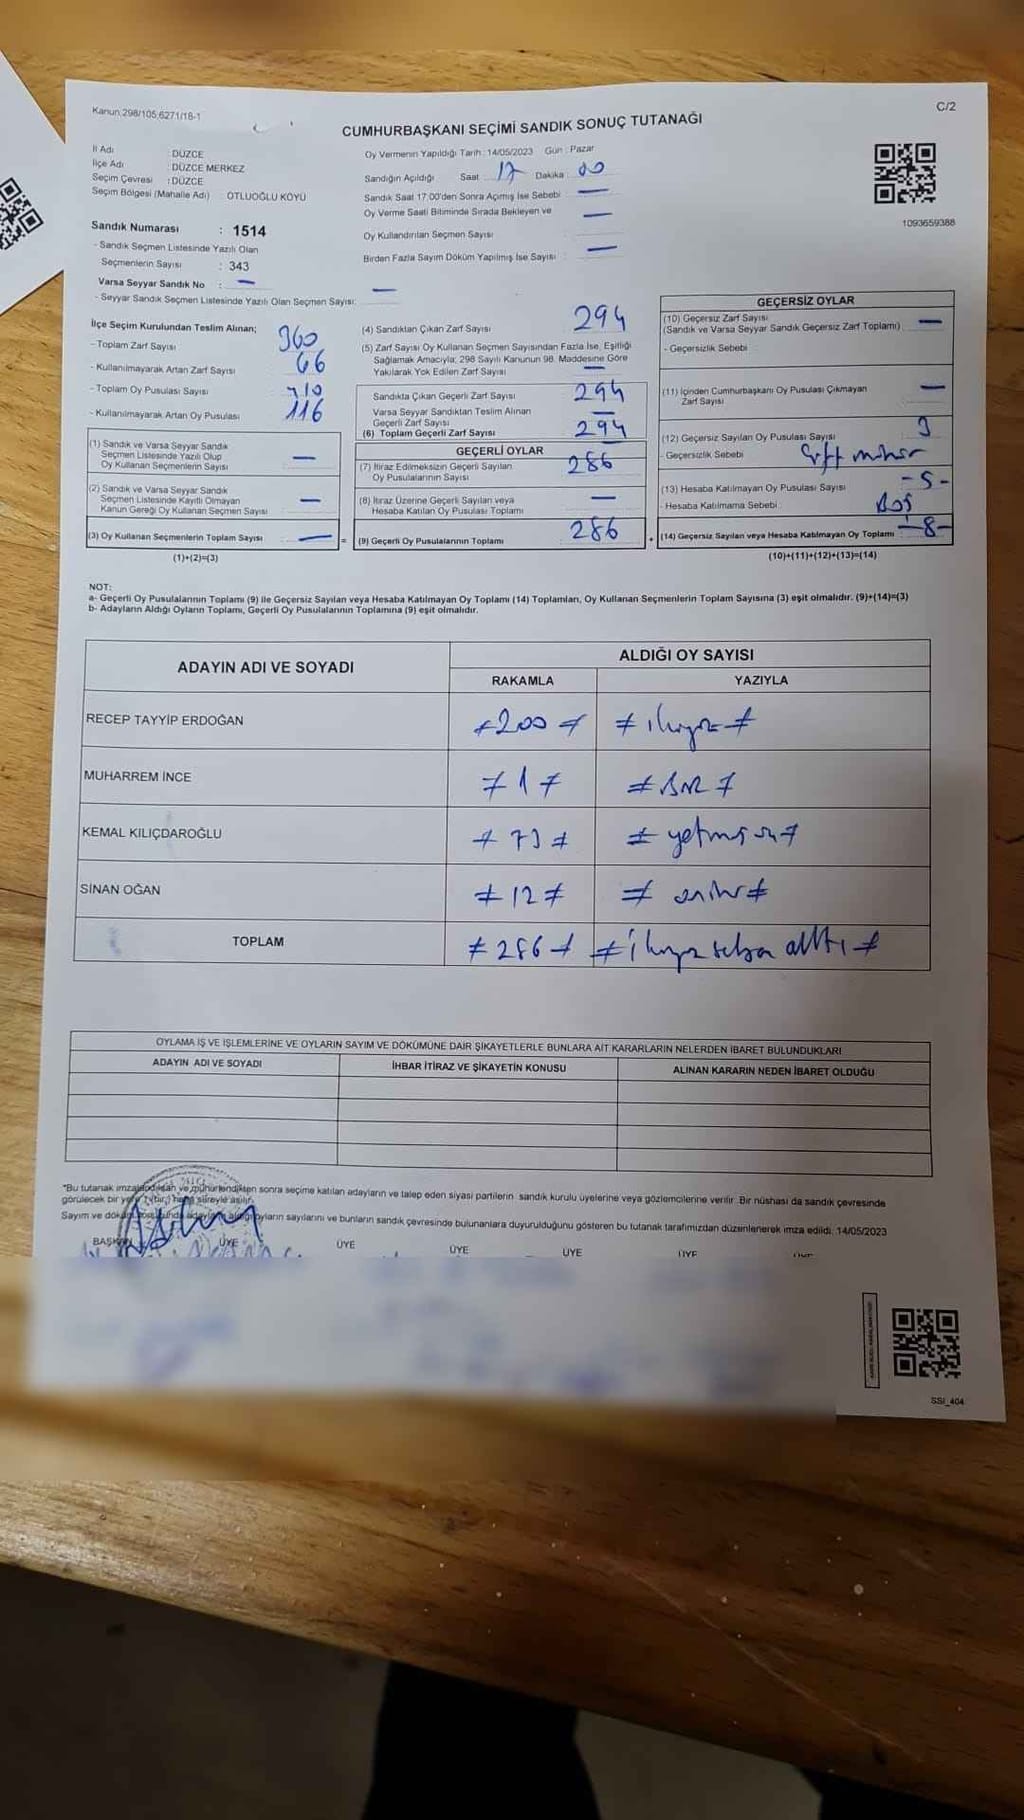 Kanun:298/105,6271/18-1
C/2
CUMHURBAŞKANI SEÇİMİ SANDIK SONUÇ TUTANAĞI
İl Adı : DÜZCE
İlçe Adı : DÜZCE MERKEZ
Seçim Çevresi : DÜZCE
Seçim Bölgesi (Mahalle Adı) OTLUOĞLU KÖYÜ
Sandık Numarası : 1514
- Sandık Seçmen Listesinde Yazılı Olan
Seçmenlerin Sayısı : 343
Varsa Seyyar Sandık No : —
- Seyyar Sandık Seçmen Listesinde Yazılı Olan Seçmen Sayısı: —
Oy Vermenin Yapıldığı Tarih : 14/05/2023 Gün : Pazar
Sandığın Açıldığı Saat : 17 Dakika : 00
Sandık Saat 17:00'den Sonra Açmış İse Sebebi : —
Oy Verme Saati Bitiminde Sırada Bekleyen ve —
Oy Kullandırılan Seçmen Sayısı
Birden Fazla Sayım Döküm Yapılmış İse Sayısı : —
1093659388
İlçe Seçim Kurulundan Teslim Alınan;
- Toplam Zarf Sayısı 360
- Kullanılmayarak Artan Zarf Sayısı 66
- Toplam Oy Pusulası Sayısı
- Kullanılmayarak Artan Oy Pusulası 116
(1) Sandık ve Varsa Seyyar Sandık
Seçmen Listesinde Yazılı Olup
Oy Kullanan Seçmenlerin Sayısı —
(2) Sandık ve Varsa Seyyar Sandık
Seçmen Listesinde Kayıtlı Olmayan
Kanun Gereği Oy Kullanan Seçmen Sayısı —
(3) Oy Kullanan Seçmenlerin Toplam Sayısı —
(1)+(2)=(3)
(4) Sandıktan Çıkan Zarf Sayısı 294
(5) Zarf Sayısı Oy Kullanan Seçmen Sayısından Fazla İse, Eşitliği
Sağlamak Amacıyla; 298 Sayılı Kanunun 98. Maddesine Göre
Yakılarak Yok Edilen Zarf Sayısı —
Sandıkta Çıkan Geçerli Zarf Sayısı 294
Varsa Seyyar Sandıktan Teslim Alınan
Geçerli Zarf Sayısı —
(6) Toplam Geçerli Zarf Sayısı 294
GEÇERLİ OYLAR
(7) İtiraz Edilmeksizin Geçerli Sayılan
Oy Pusulalarının Sayısı 286
(8) İtiraz Üzerine Geçerli Sayılan veya
Hesaba Katılan Oy Pusulası Toplamı —
= (9) Geçerli Oy Pusulalarının Toplamı 286
GEÇERSİZ OYLAR
(10) Geçersiz Zarf Sayısı
(Sandık ve Varsa Seyyar Sandık Geçersiz Zarf Toplamı) —
- Geçersizlik Sebebi
(11) İçinden Cumhurbaşkanı Oy Pusulası Çıkmayan
Zarf Sayısı —
(12) Geçersiz Sayılan Oy Pusulası Sayısı 3
- Geçersizlik Sebebi Çift mühür
(13) Hesaba Katılmayan Oy Pusulası Sayısı -5-
- Hesaba Katılmama Sebebi Boş
+ (14) Geçersiz Sayılan veya Hesaba Katılmayan Oy Toplamı -8-
(10)+(11)+(12)+(13)=(14)
NOT:
a- Geçerli Oy Pusulalarının Toplamı (9) ile Geçersiz Sayılan veya Hesaba Katılmayan Oy Toplamı (14) Toplamları, Oy Kullanan Seçmenlerin Toplam Sayısına (3) eşit olmalıdır. (9)+(14)=(3)
b- Adayların Aldığı Oyların Toplamı, Geçerli Oy Pusulalarının Toplamına (9) eşit olmalıdır.
ADAYIN ADI VE SOYADI
ALDIĞI OY SAYISI
RAKAMLA YAZIYLA
RECEP TAYYİP ERDOĞAN ≠200≠ ≠ ikiyüz ≠
MUHARREM İNCE ≠1≠ ≠ BİR ≠
KEMAL KILIÇDAROĞLU ≠73≠ ≠ yetmiş üç ≠
SİNAN OĞAN ≠12≠ ≠ oniki ≠
TOPLAM ≠286≠ ≠ ikiyüz seksen altı ≠
OYLAMA İŞ VE İŞLEMLERİNE VE OYLARIN SAYIM VE DÖKÜMÜNE DAİR ŞİKAYETLERLE BUNLARA AİT KARARLARIN NELERDEN İBARET BULUNDUKLARI
ADAYIN ADI VE SOYADI İHBAR İTİRAZ VE ŞİKAYETİN KONUSU ALINAN KARARIN NEDEN İBARET OLDUĞU
*Bu tutanak imzalandıktan ve mühürlendikten sonra seçime katılan adayların ve talep eden siyasi partilerin sandık kurulu üyelerine veya gözlemcilerine verilir. Bir nüshası da sandık çevresinde
görülecek bir yere 7 (bir) hafta süreyle asılır.
Sayım ve döküm oyların sayılarını ve bunların sandık çevresinde bulunanlara duyurulduğunu gösteren bu tutanak tarafımızdan düzenlenerek imza edildi: 14/05/2023
BAŞKAN ÜYE ÜYE ÜYE ÜYE ÜYE
SSI_404